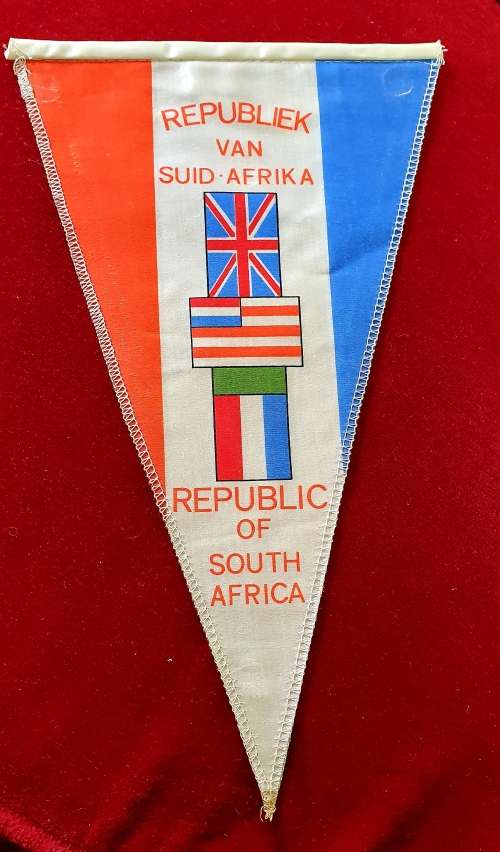 REPUBLIEK
VAN
SUID·AFRIKA
REPUBLIC
OF
SOUTH
AFRICA